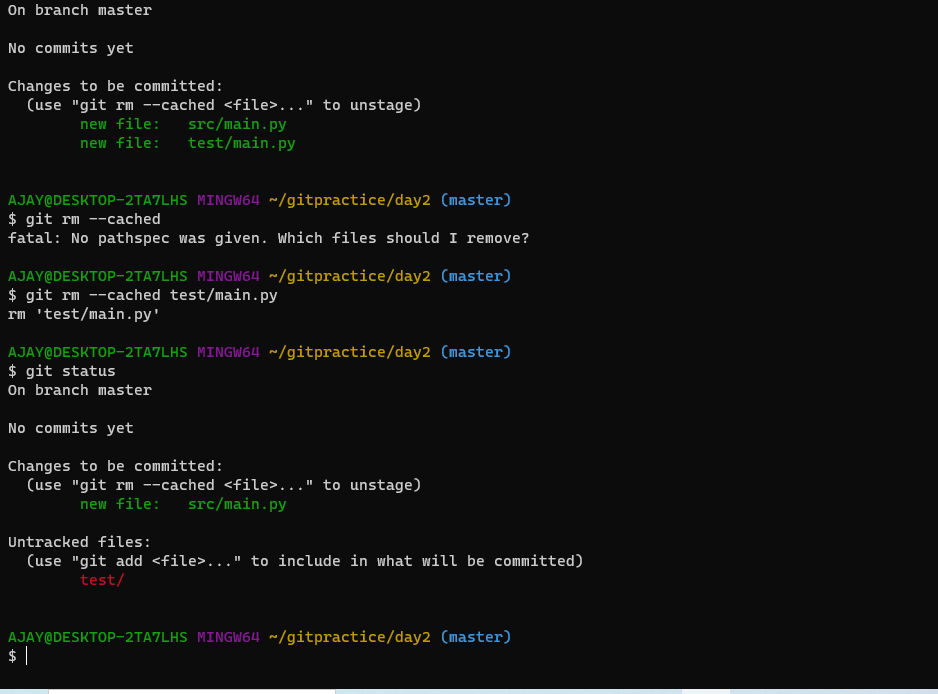 On branch master
No commits yet
Changes to be committed:
  (use "git rm --cached <file>..." to unstage)
        new file:   src/main.py
        new file:   test/main.py
AJAY@DESKTOP-2TA7LHS MINGW64 ~/gitpractice/day2 (master)
$ git rm --cached
fatal: No pathspec was given. Which files should I remove?
AJAY@DESKTOP-2TA7LHS MINGW64 ~/gitpractice/day2 (master)
$ git rm --cached test/main.py
rm 'test/main.py'
AJAY@DESKTOP-2TA7LHS MINGW64 ~/gitpractice/day2 (master)
$ git status
On branch master
No commits yet
Changes to be committed:
  (use "git rm --cached <file>..." to unstage)
        new file:   src/main.py
Untracked files:
  (use "git add <file>..." to include in what will be committed)
        test/
AJAY@DESKTOP-2TA7LHS MINGW64 ~/gitpractice/day2 (master)
$